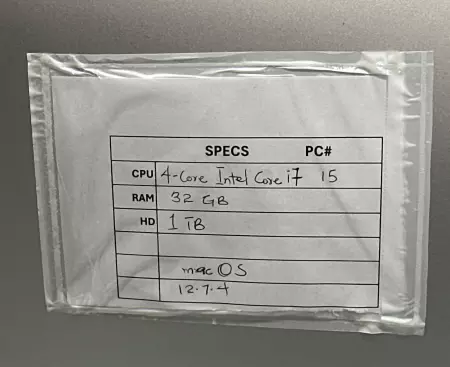 SPECS PC#
CPU 4-Core Intel Core i7 15
RAM 32 GB
HD 1 TB
macOS
12.7.4